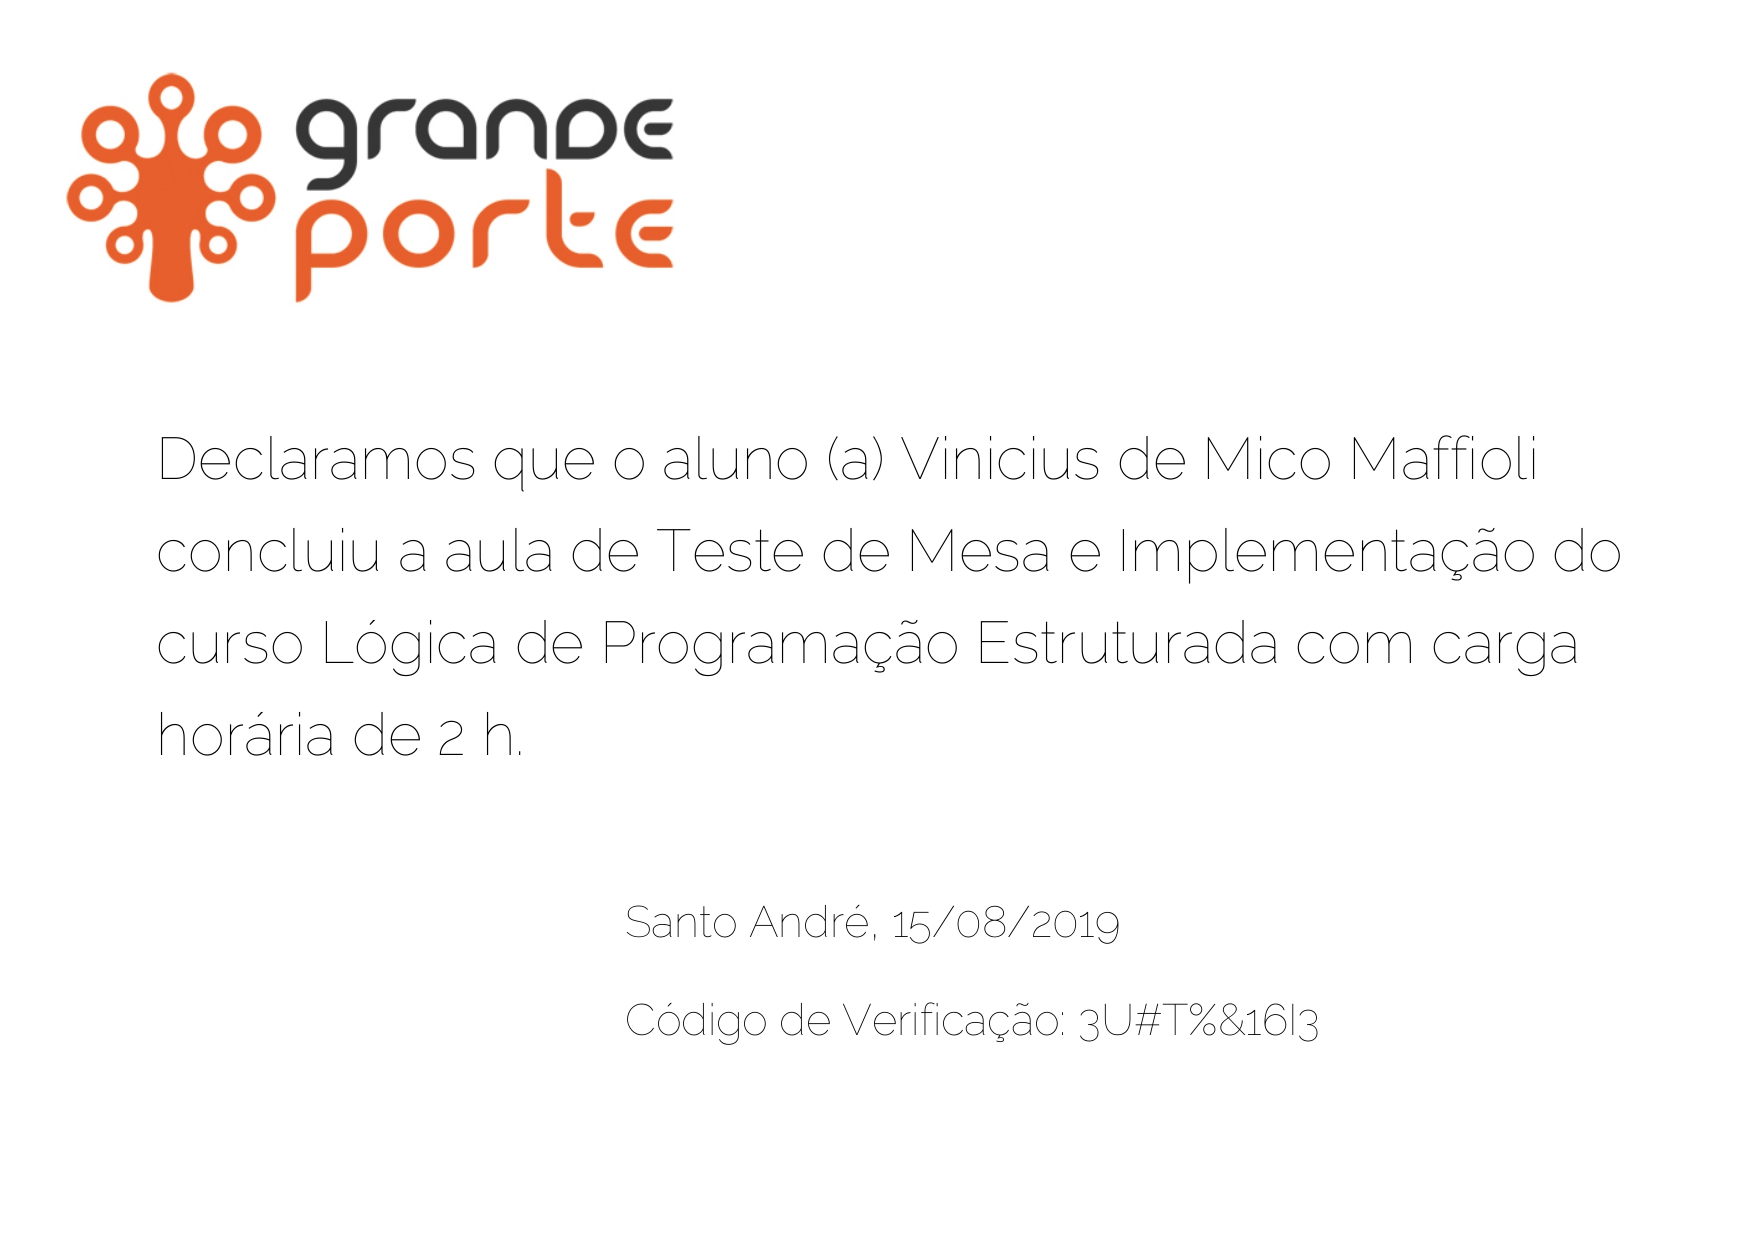 grande
porte
Declaramos que o aluno (a) Vinicius de Mico Maffioli
concluiu a aula de Teste de Mesa e Implementação do
curso Lógica de Programação Estruturada com carga
horária de 2 h.
Santo André, 15/08/2019
Código de Verificação: 3U#T%&16I3